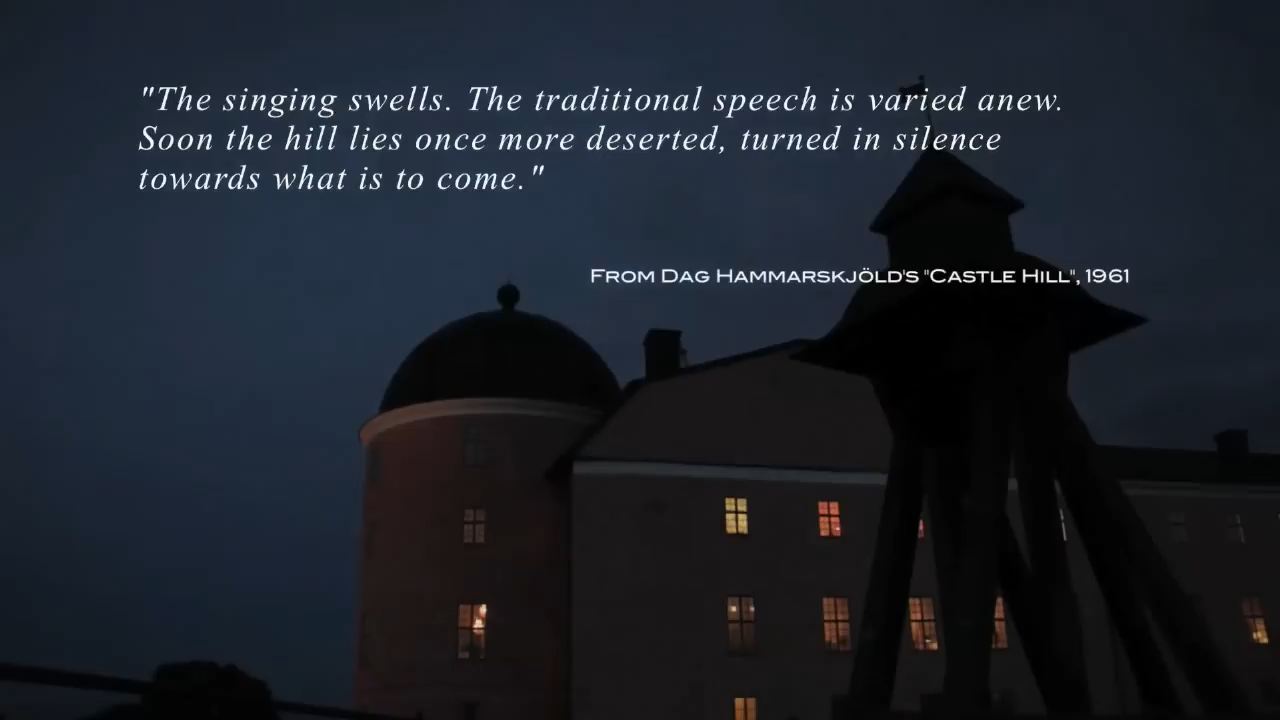 "The singing swells. The traditional speech is varied anew.
Soon the hill lies once more deserted, turned in silence
towards what is to come."
From Dag Hammarskjöld's "Castle Hill", 1961